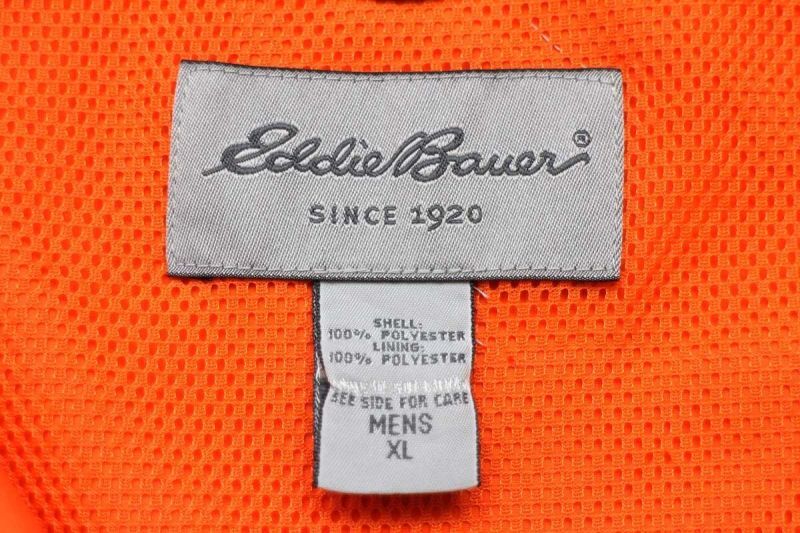 Eddie Bauer®
SINCE 1920
SHELL:
100% POLYESTER
LINING:
100% POLYESTER
SEE SIDE FOR CARE
MENS
XL